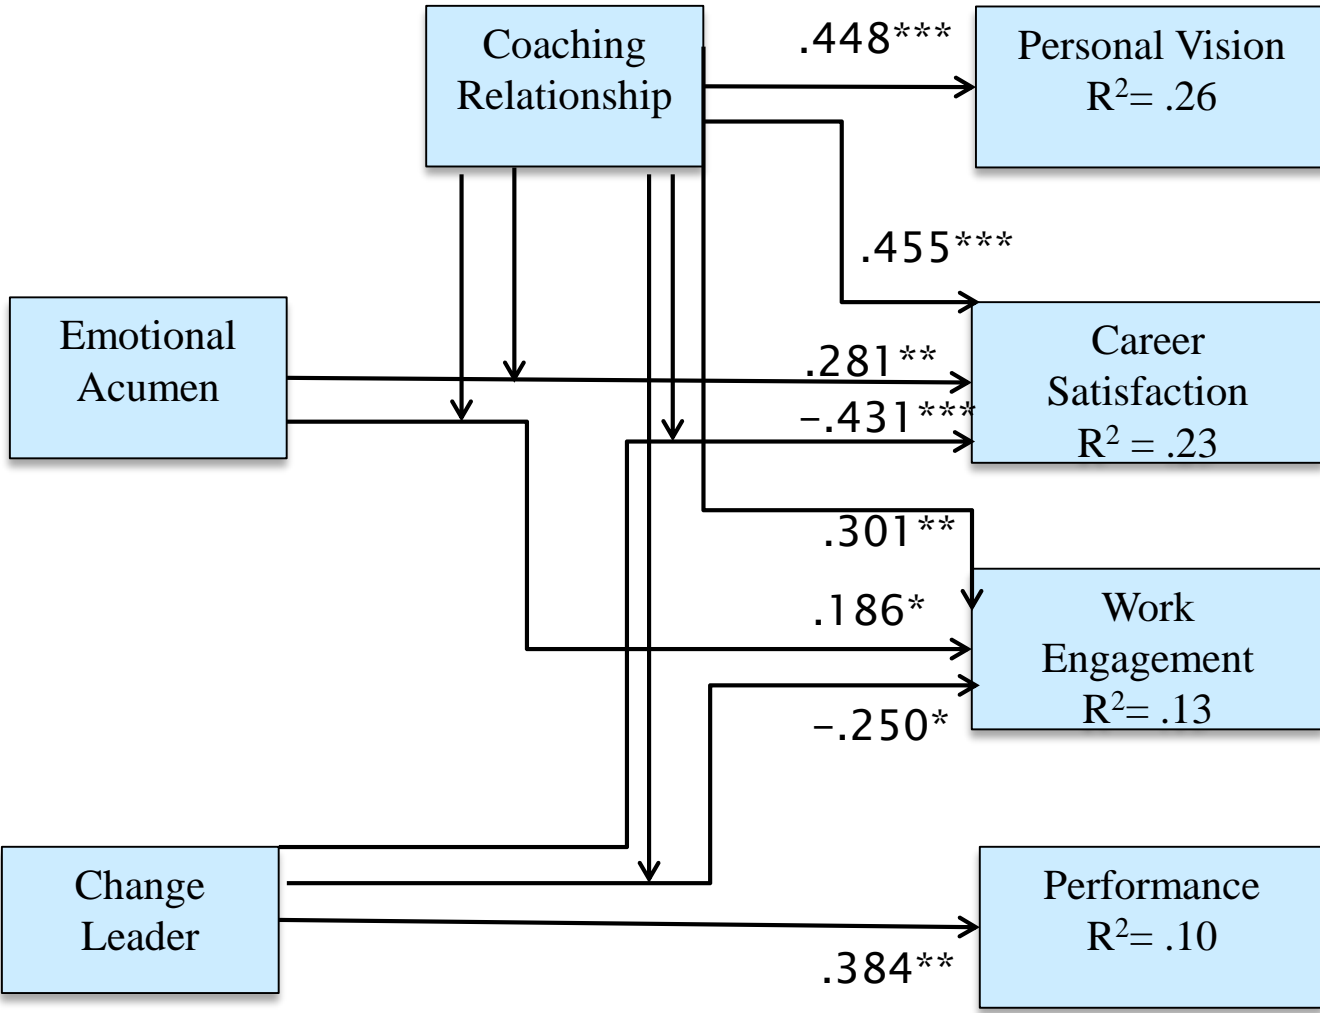 Coaching
Relationship
.448***
Personal Vision
R²= .26
.455***
Emotional
Acumen
.281**
-.431***
Career
Satisfaction
R² = .23
.301**
.186*
-.250*
Work
Engagement
R²= .13
Change
Leader
.384**
Performance
R²= .10